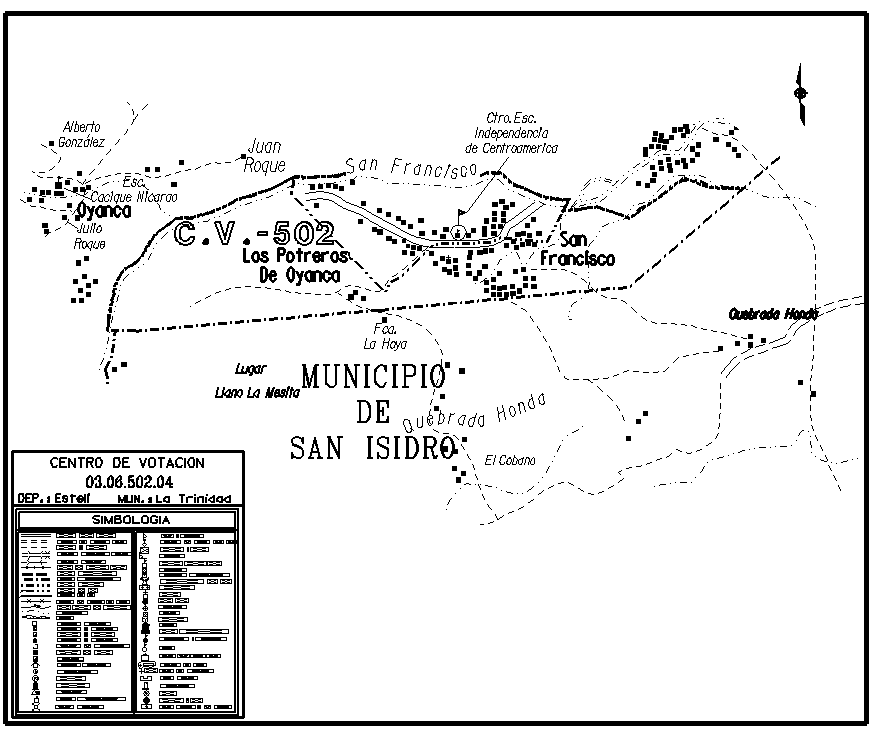 Alberto
González
Juan
Roque
San Francisco
Ctro. Esc.
Independencia
de Centroamerica
Esc.
Cacique Nicarao
Oyanca
Julio
Roque
C.V.-502
Los Potreros
De Oyanca
San
Francisco
Fca.
La Hoya
Quebrada Honda
Lugar
Llano La Mesita
MUNICIPIO
DE
SAN ISIDRO
Quebrada Honda
El Cobano
CENTRO DE VOTACION
03.06.502.04
DEP.: Estelí MUN.: La Trinidad
SIMBOLOGIA